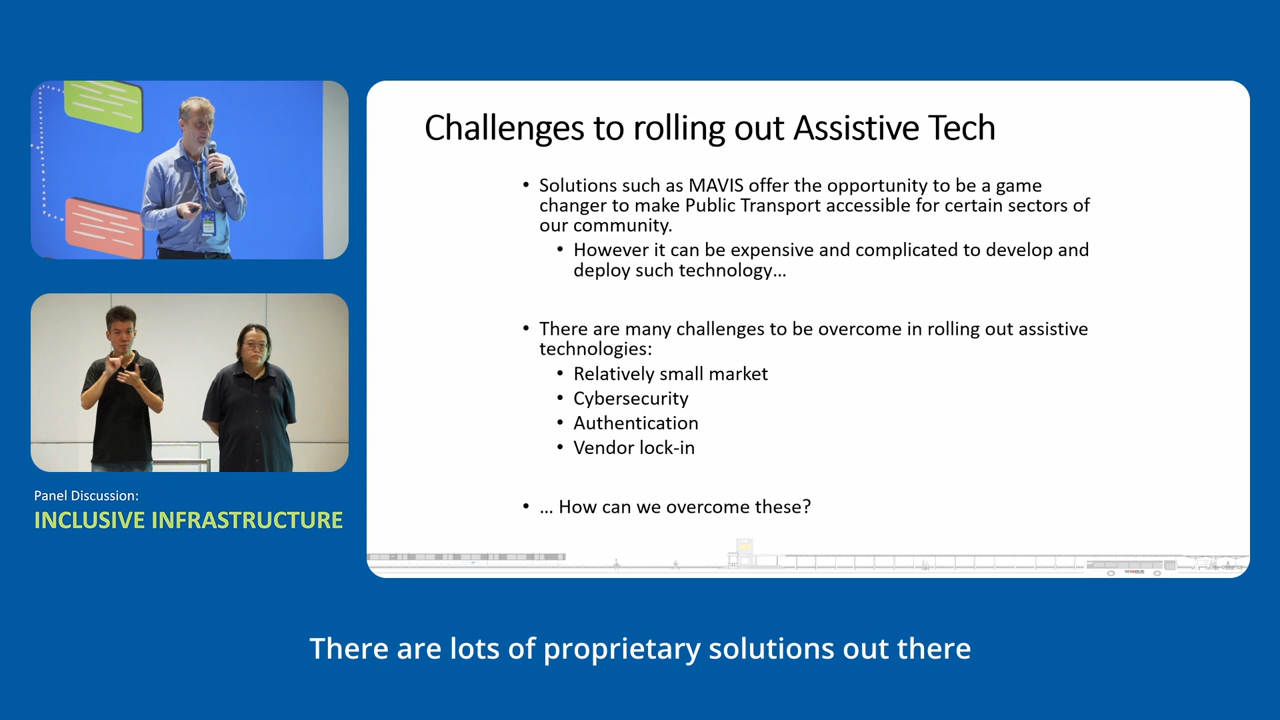 Challenges to rolling out Assistive Tech
• Solutions such as MAVIS offer the opportunity to be a game
changer to make Public Transport accessible for certain sectors of
our community.
• However it can be expensive and complicated to develop and
deploy such technology...
• There are many challenges to be overcome in rolling out assistive
technologies:
• Relatively small market
• Cybersecurity
• Authentication
• Vendor lock-in
• ... How can we overcome these?
Panel Discussion:
INCLUSIVE INFRASTRUCTURE
There are lots of proprietary solutions out there